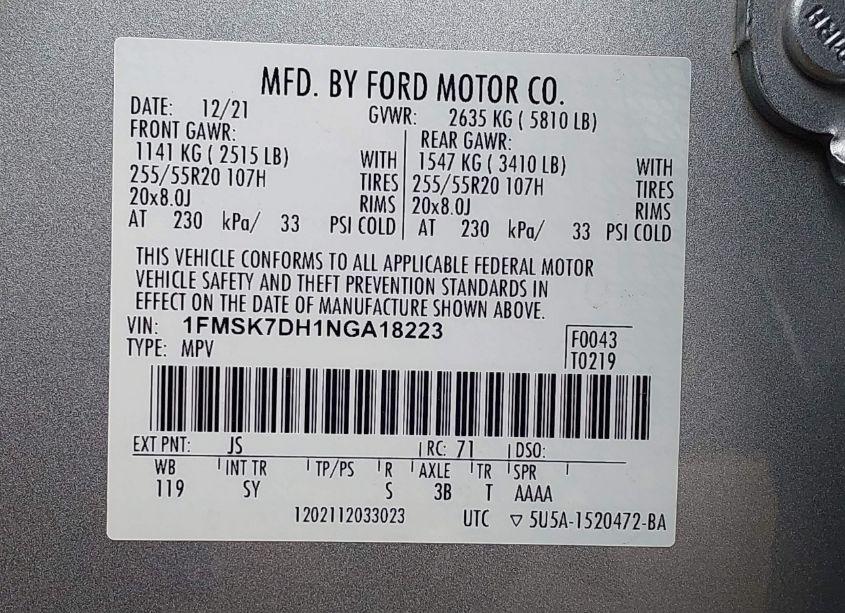 MFD. BY FORD MOTOR CO.
DATE: 12/21 GVWR: 2635 KG ( 5810 LB)
FRONT GAWR: REAR GAWR:
1141 KG ( 2515 LB) WITH 1547 KG ( 3410 LB) WITH
255/55R20 107H TIRES 255/55R20 107H TIRES
20x8.0J RIMS 20x8.0J RIMS
AT 230 kPa/ 33 PSI COLD AT 230 kPa/ 33 PSI COLD
THIS VEHICLE CONFORMS TO ALL APPLICABLE FEDERAL MOTOR
VEHICLE SAFETY AND THEFT PREVENTION STANDARDS IN
EFFECT ON THE DATE OF MANUFACTURE SHOWN ABOVE.
VIN: 1FMSK7DH1NGA18223
TYPE: MPV
F0043
T0219
EXT PNT: JS RC: 71 DSO:
WB INT TR TP/PS R AXLE TR SPR
119 SY S 3B T AAAA
1202112033023 UTC ▽ 5U5A-1520472-BA